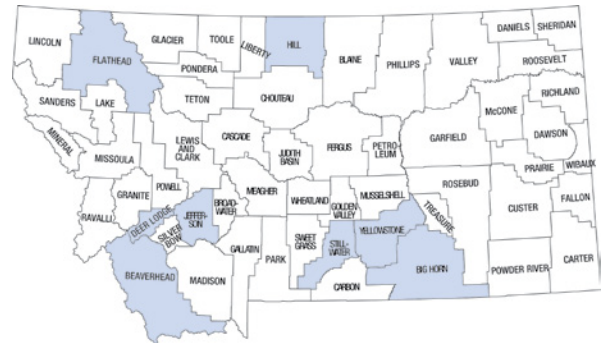 LINCOLN
FLATHEAD
GLACIER
TOOLE
LIBERTY
HILL
BLAINE
PHILLIPS
VALLEY
DANIELS
SHERIDAN
ROOSEVELT
PONDERA
SANDERS
LAKE
TETON
CHOUTEAU
RICHLAND
McCONE
MINERAL
MISSOULA
LEWIS
AND
CLARK
CASCADE
JUDITH
BASIN
FERGUS
PETRO-
LEUM
GARFIELD
DAWSON
PRAIRIE
WIBAUX
POWELL
GRANITE
RAVALLI
DEER LODGE
SILVER
BOW
JEFFER-
SON
BROAD-
WATER
MEAGHER
WHEATLAND
GOLDEN
VALLEY
MUSSELSHELL
ROSEBUD
TREASURE
CUSTER
FALLON
GALLATIN
PARK
SWEET
GRASS
STILL-
WATER
YELLOWSTONE
BEAVERHEAD
MADISON
CARBON
BIG HORN
POWDER RIVER
CARTER